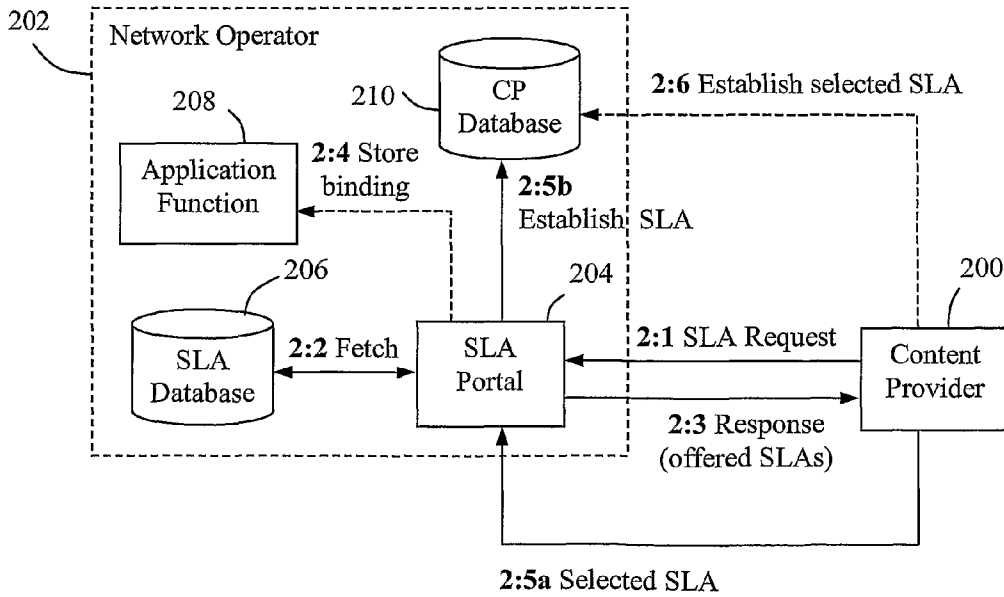 202
Network Operator
208
Application
Function
210
CP
Database
2:6 Establish selected SLA
2:4 Store
binding
2:5b
Establish SLA
206
SLA
Database
2:2 Fetch
204
SLA
Portal
2:1 SLA Request
200
Content
Provider
2:3 Response
(offered SLAs)
2:5a Selected SLA